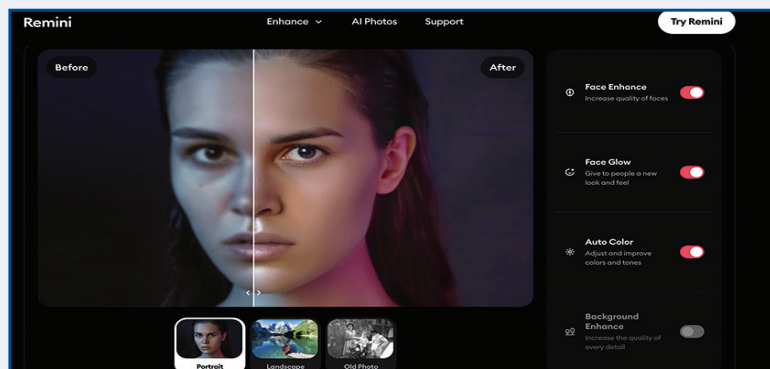 Remini
Enhance
AI Photos
Support
Try Remini
Before
After
Face Enhance
Increase quality of faces
Face Glow
Give to people a new
look and feel
Auto Color
Adjust and improve
colors and tones
Background
Enhance
Increase the quality of
every detail
Portrait
Landscape
Old Photo